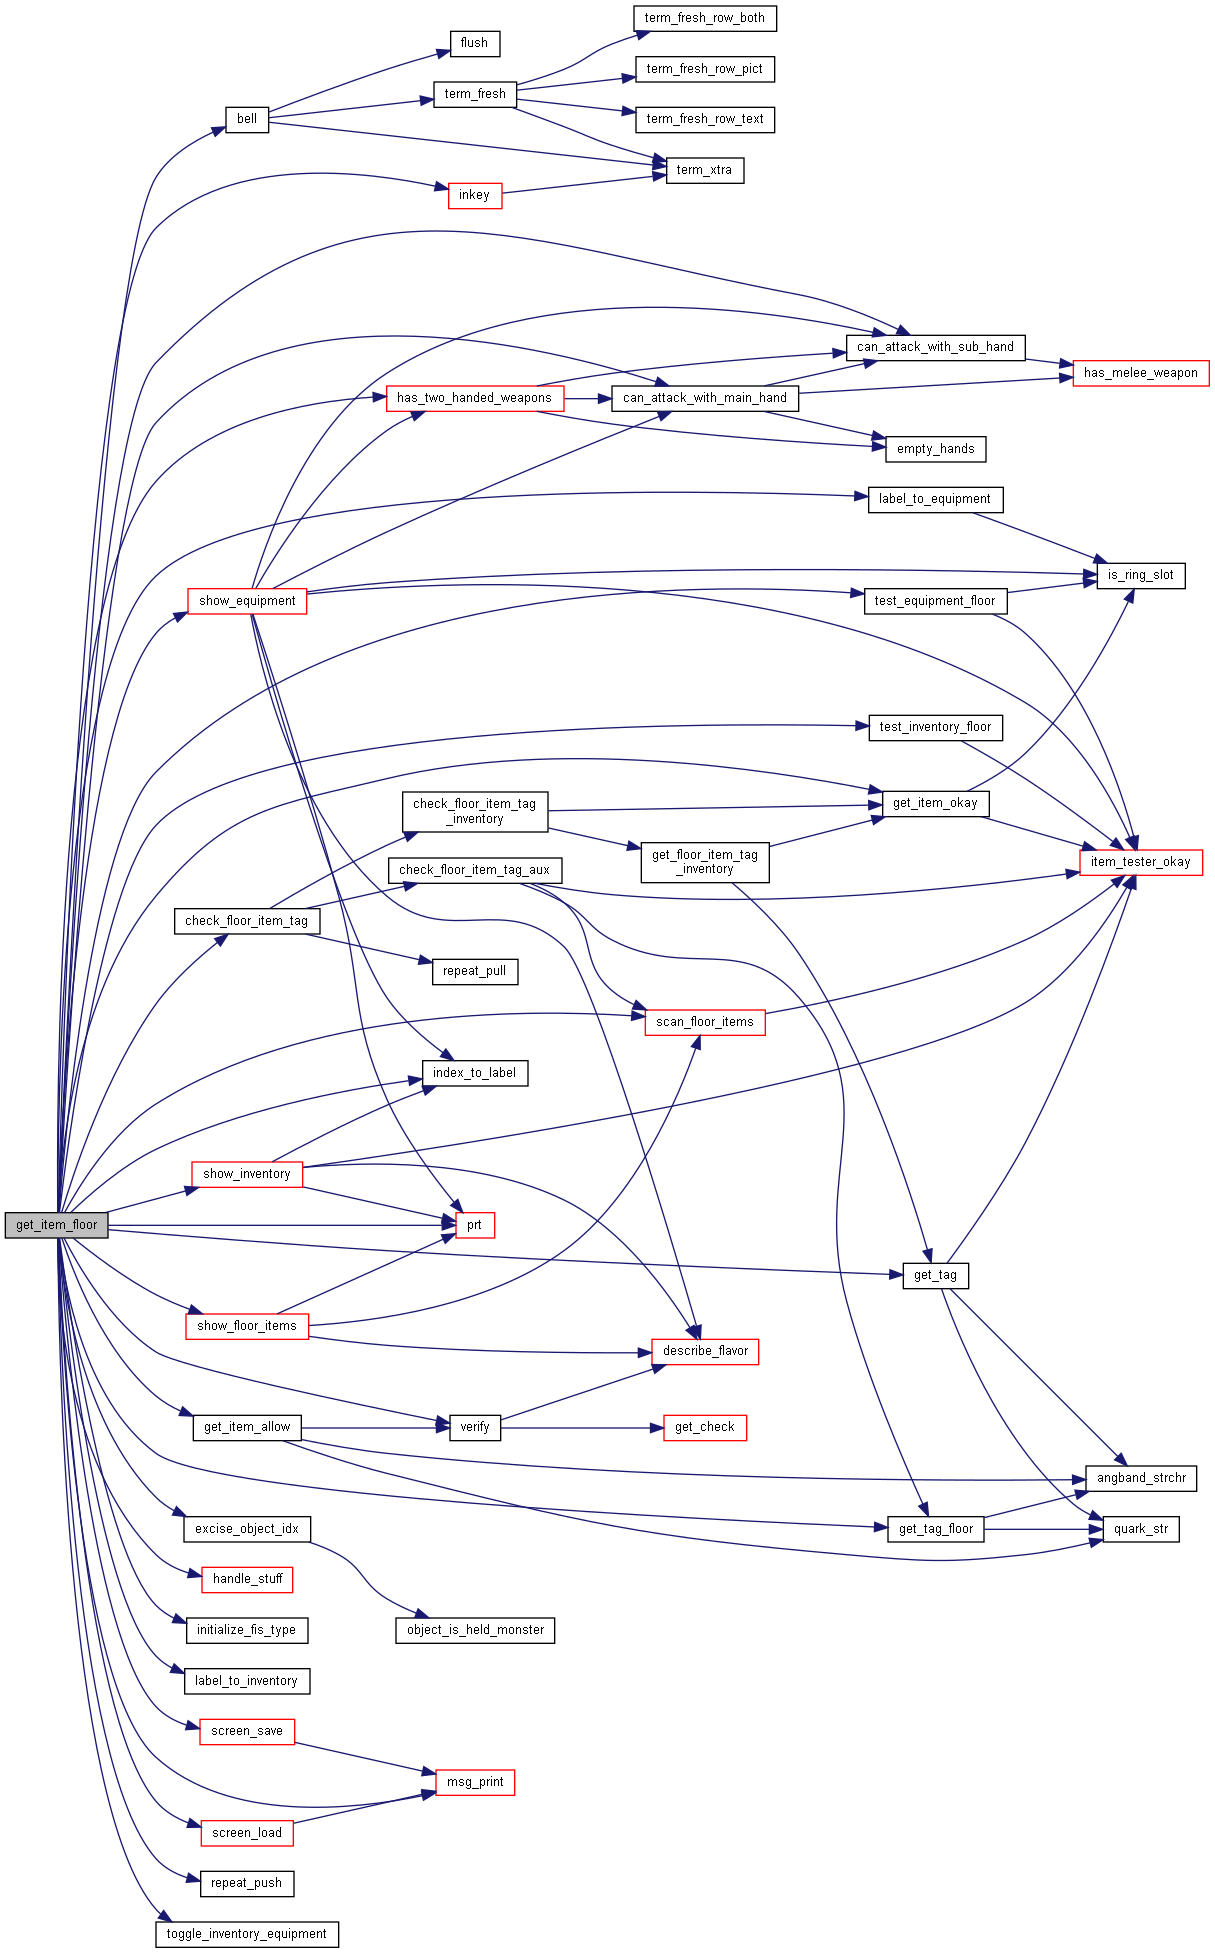 term_fresh_row_both
flush
term_fresh_row_pict
term_fresh
term_fresh_row_text
bell
term_xtra
inkey
can_attack_with_sub_hand
has_melee_weapon
has_two_handed_weapons
can_attack_with_main_hand
empty_hands
label_to_equipment
is_ring_slot
show_equipment
test_equipment_floor
test_inventory_floor
check_floor_item_tag
_inventory
get_item_okay
get_floor_item_tag
_inventory
item_tester_okay
check_floor_item_tag_aux
check_floor_item_tag
repeat_pull
scan_floor_items
index_to_label
show_inventory
get_item_floor
prt
get_tag
show_floor_items
describe_flavor
get_item_allow
verify
get_check
angband_strchr
excise_object_idx
get_tag_floor
quark_str
handle_stuff
initialize_fis_type
object_is_held_monster
label_to_inventory
screen_save
msg_print
screen_load
repeat_push
toggle_inventory_equipment